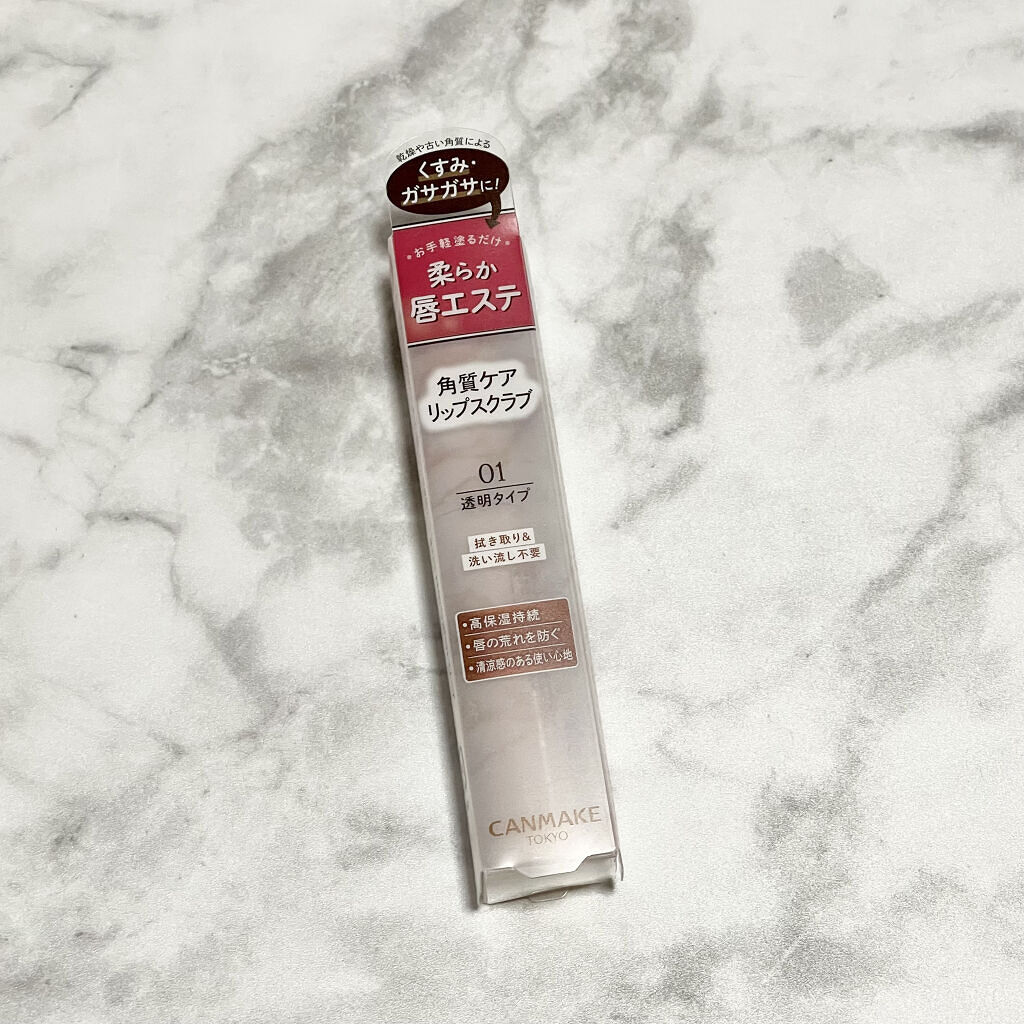 乾燥や古い角質による
くすみ・
ガサガサに!
お手軽塗るだけ
柔らか
唇エステ
角質ケア
リップスクラブ
01
透明タイプ
拭き取り&
洗い流し不要
・高保湿持続
・唇の荒れを防ぐ
・清涼感のある使い心地
CANMAKE
TOKYO